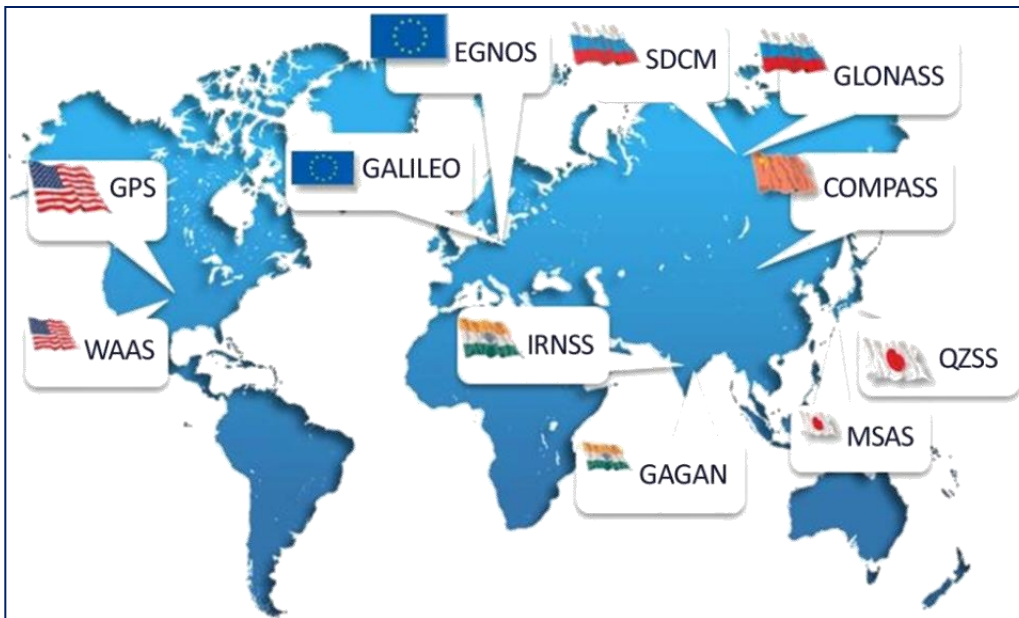 EGNOS
SDCM
GLONASS
GPS
GALILEO
COMPASS
WAAS
IRNSS
QZSS
MSAS
GAGAN